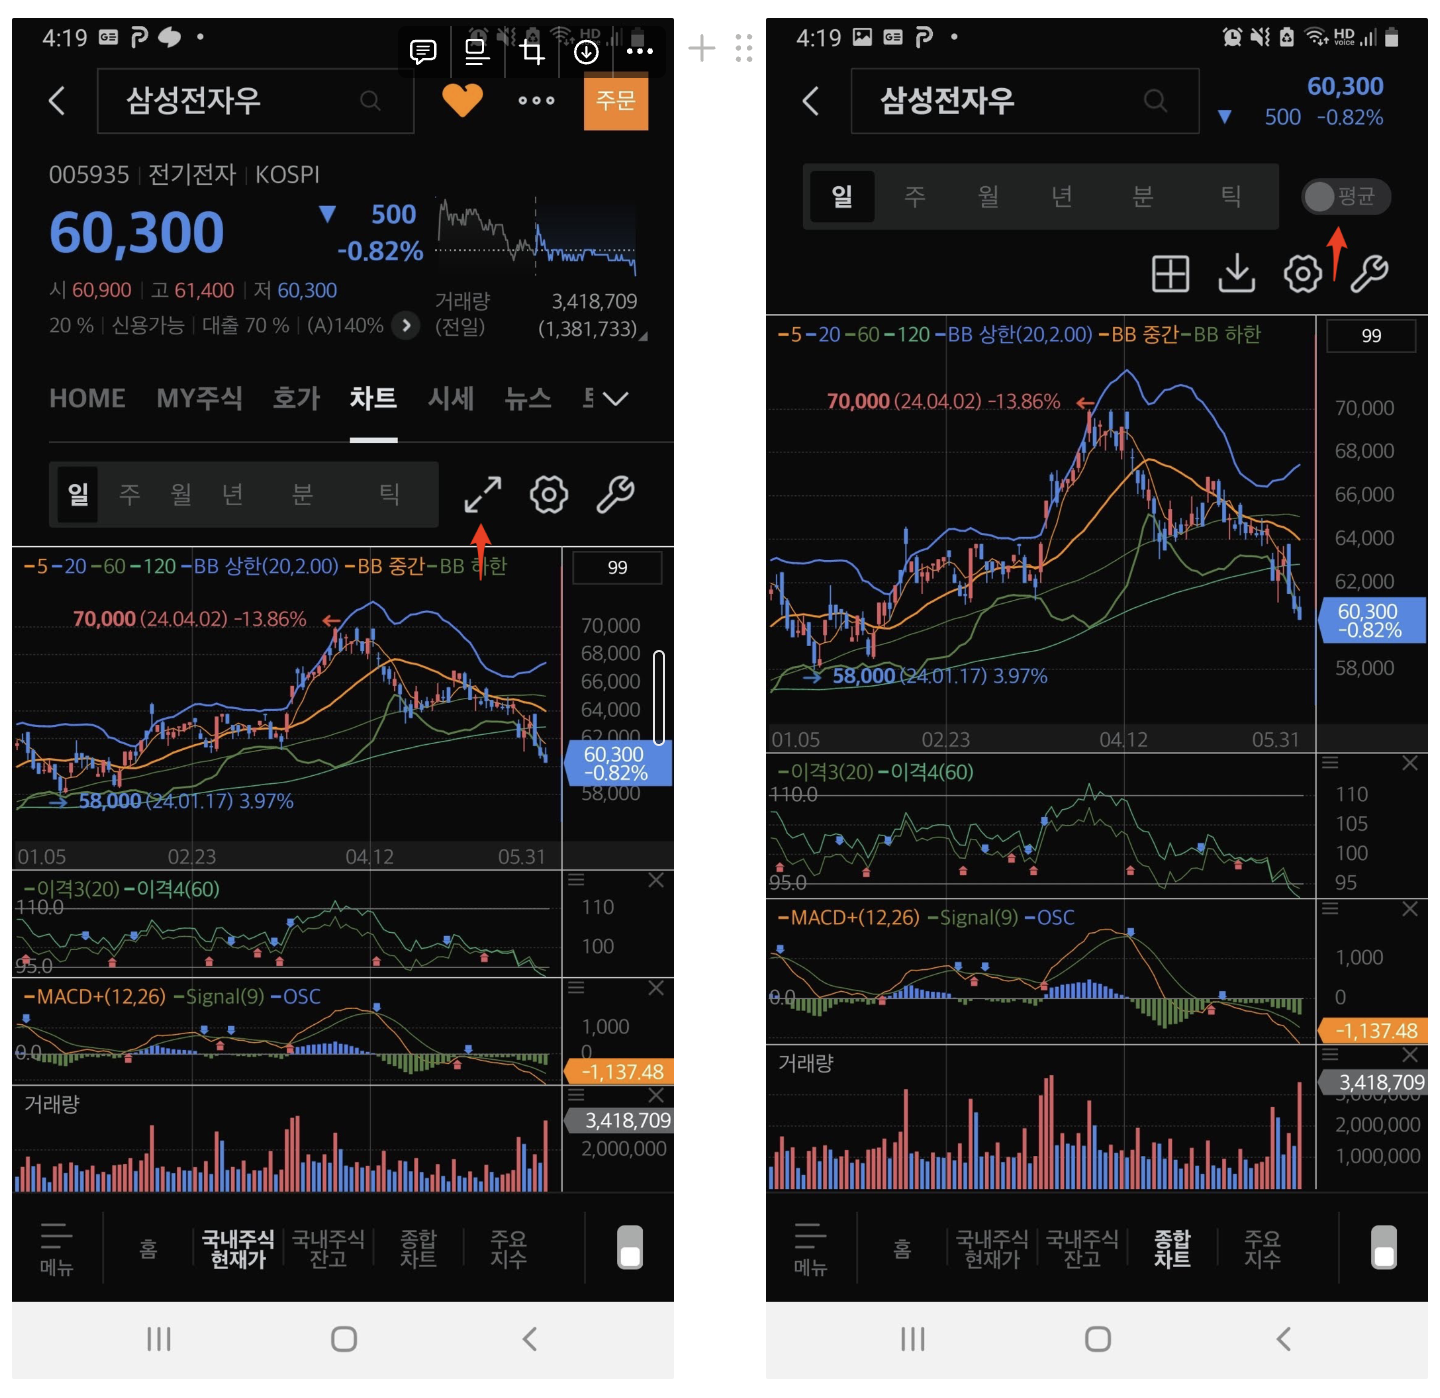 4:19
삼성전자우
주문
005935 전기전자 KOSPI
60,300 ▼ 500
-0.82%
시 60,900 고 61,400 저 60,300
20 % 신용가능 대출 70 % (A)140%
거래량 3,418,709
(전일) (1,381,733)
HOME MY주식 호가 차트 시세 뉴스
일 주 월 년 분 틱
5 20 60 120 BB 상한(20,2.00) BB 중간 BB 하한
99
70,000 (24.04.02) -13.86%
58,000 (24.01.17) 3.97%
70,000
68,000
66,000
64,000
62,000
60,300
-0.82%
58,000
01.05 02.23 04.12 05.31
이격3(20) 이격4(60)
110.0
95.0
110
100
MACD+(12,26) Signal(9) OSC
0.0
1,000
0
-1,137.48
거래량
3,418,709
2,000,000
메뉴
홈
국내주식
현재가
국내주식
잔고
종합
차트
주요
지수
4:19
HD
voice
삼성전자우
60,300
▼ 500 -0.82%
일 주 월 년 분 틱
평균
5 20 60 120 BB 상한(20,2.00) BB 중간 BB 하한
99
70,000 (24.04.02) -13.86%
58,000 (24.01.17) 3.97%
70,000
68,000
66,000
64,000
62,000
60,300
-0.82%
58,000
01.05 02.23 04.12 05.31
이격3(20) 이격4(60)
110.0
95.0
110
105
100
95
MACD+(12,26) Signal(9) OSC
0.0
1,000
0
-1,137.48
거래량
3,418,709
3,000,000
2,000,000
1,000,000
메뉴
홈
국내주식
현재가
국내주식
잔고
종합
차트
주요
지수